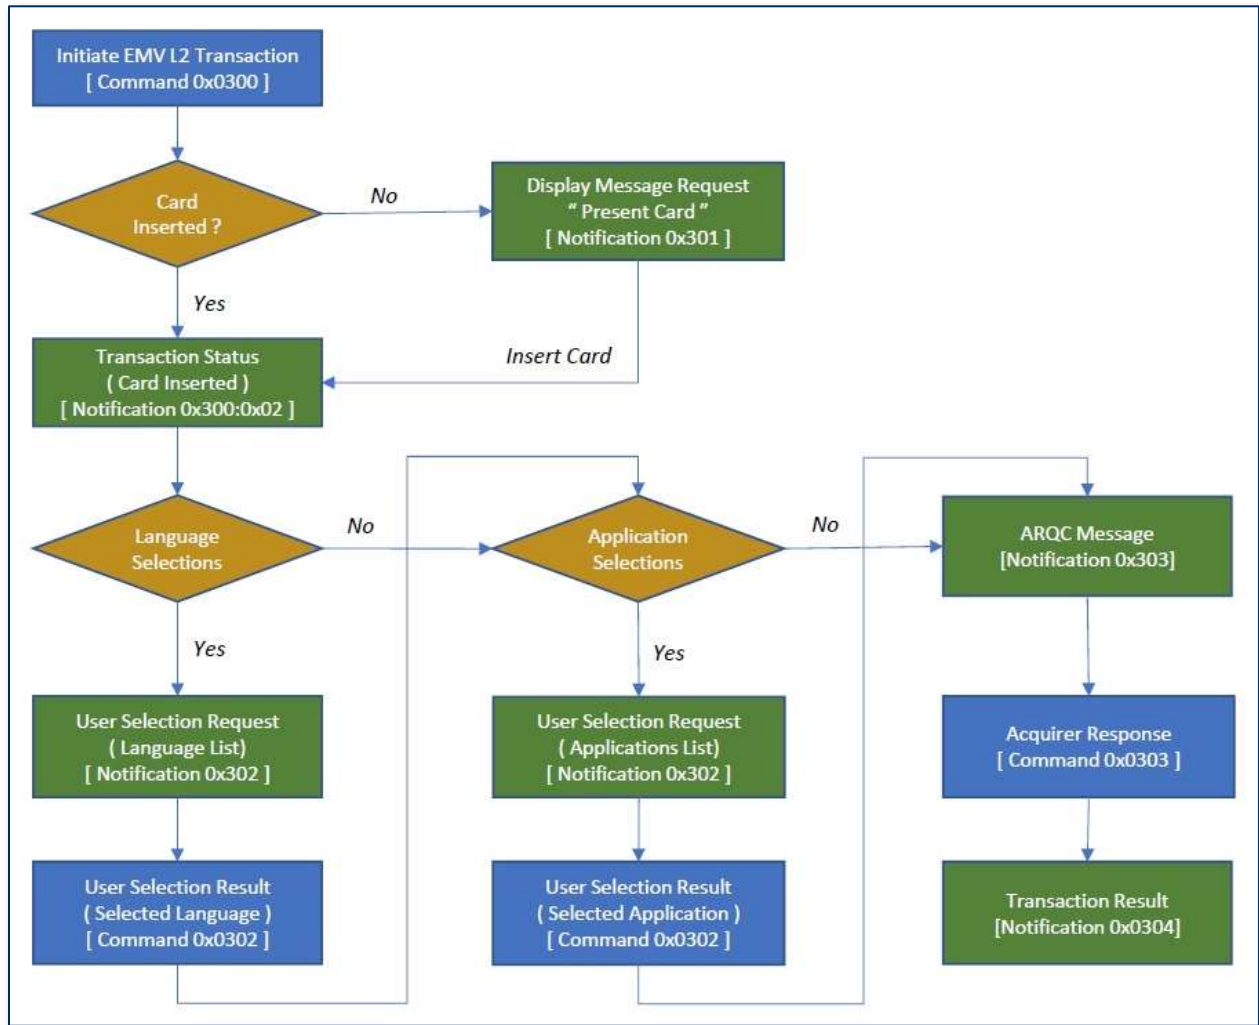 Initiate EMV L2 Transaction
[ Command 0x0300 ]
Card
Inserted ?
No
Display Message Request
“ Present Card ”
[ Notification 0x301 ]
Yes
Insert Card
Transaction Status
( Card Inserted )
[ Notification 0x300:0x02 ]
Language
Selections
No
Application
Selections
No
ARQC Message
[Notification 0x303]
Yes
Yes
User Selection Request
( Language List)
[ Notification 0x302 ]
User Selection Request
( Applications List)
[ Notification 0x302 ]
Acquirer Response
[ Command 0x0303 ]
User Selection Result
( Selected Language )
[ Command 0x0302 ]
User Selection Result
( Selected Application )
[ Command 0x0302 ]
Transaction Result
[Notification 0x0304]